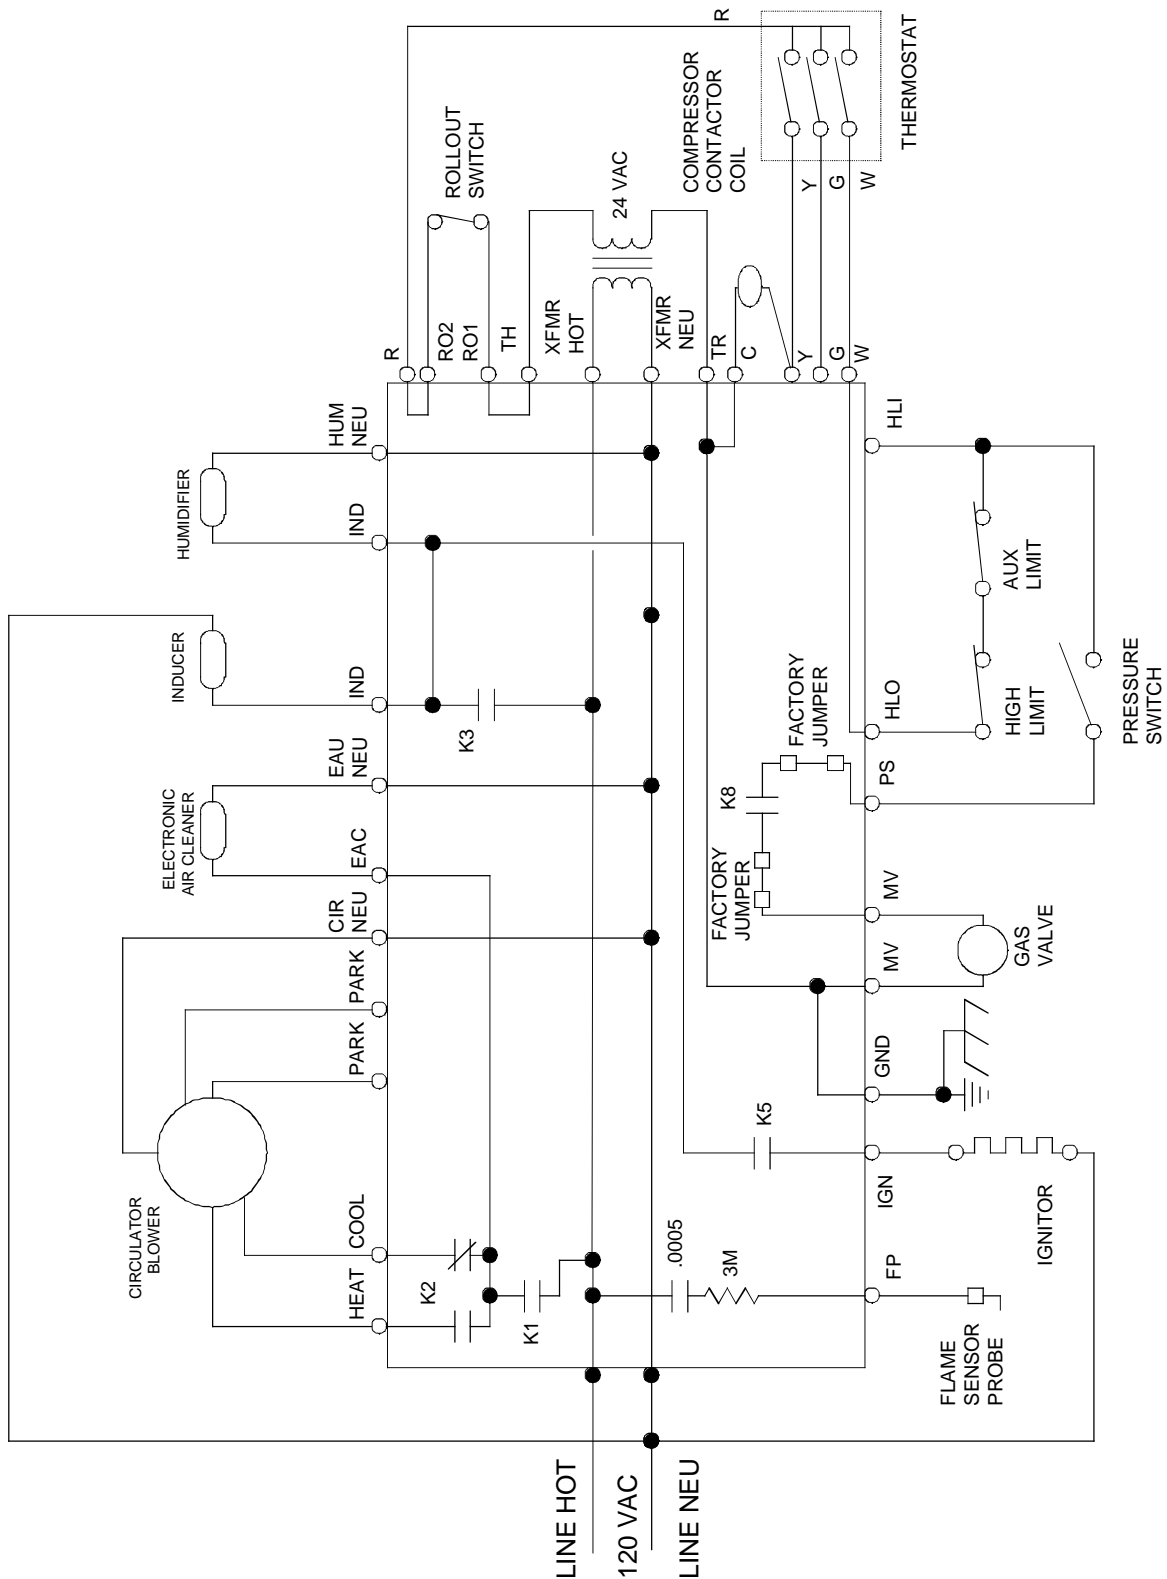 LINE HOT
120 VAC
LINE NEU
CIRCULATOR
BLOWER
HEAT
COOL
PARK
PARK
CIR
NEU
ELECTRONIC
AIR CLEANER
EAC
EAU
NEU
INDUCER
IND
HUMIDIFIER
IND
HUM
NEU
K2
K1
K3
R
RO2
RO1
TH
XFMR
HOT
XFMR
NEU
TR
C
Y
G
W
ROLLOUT
SWITCH
24 VAC
COMPRESSOR
CONTACTOR
COIL
R
Y
G
W
THERMOSTAT
.0005
3M
K5
FACTORY
JUMPER
K8
FACTORY
JUMPER
FP
IGN
GND
MV
MV
PS
HLO
HLI
FLAME
SENSOR
PROBE
IGNITOR
GAS
VALVE
HIGH
LIMIT
AUX
LIMIT
PRESSURE
SWITCH